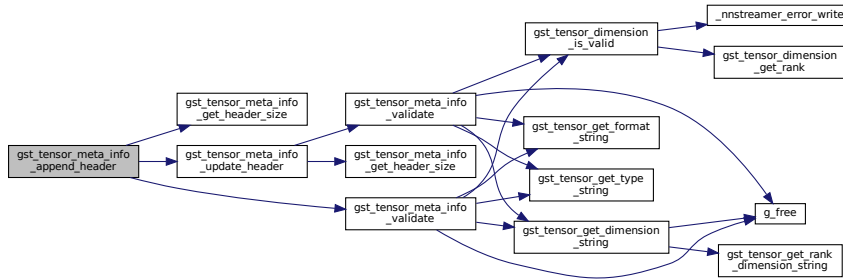 gst_tensor_meta_info
_append_header
gst_tensor_meta_info
_get_header_size
gst_tensor_meta_info
_update_header
gst_tensor_meta_info
_validate
gst_tensor_meta_info
_get_header_size
gst_tensor_meta_info
_validate
gst_tensor_dimension
_is_valid
gst_tensor_get_format
_string
gst_tensor_get_type
_string
gst_tensor_get_dimension
_string
_nnstreamer_error_write
gst_tensor_dimension
_get_rank
g_free
gst_tensor_get_rank
_dimension_string